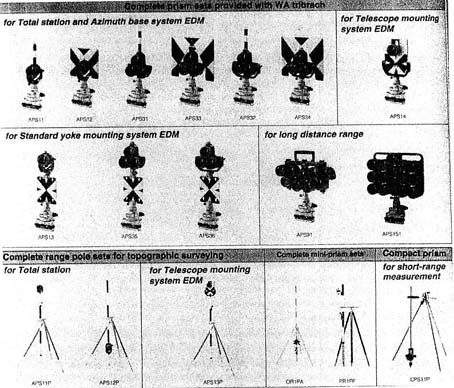 Complete prism sets provided with WA tribrach
for Total station and Azimuth base system EDM
for Telescope mounting
system EDM
APS11 APS12 APS31 APS33 APS32 APS34 APS14
for Standard yoke mounting system EDM
for long distance range
APS13 APS35 APS36 APS91 APS151
Complete range pole sets for topographic surveying
Complete mini-prism sets
Compact prism
for Total station
for Telescope mounting
system EDM
for short-range
measurement
APS11P APS12P APS13P OR1PA PR1PF CPS11P